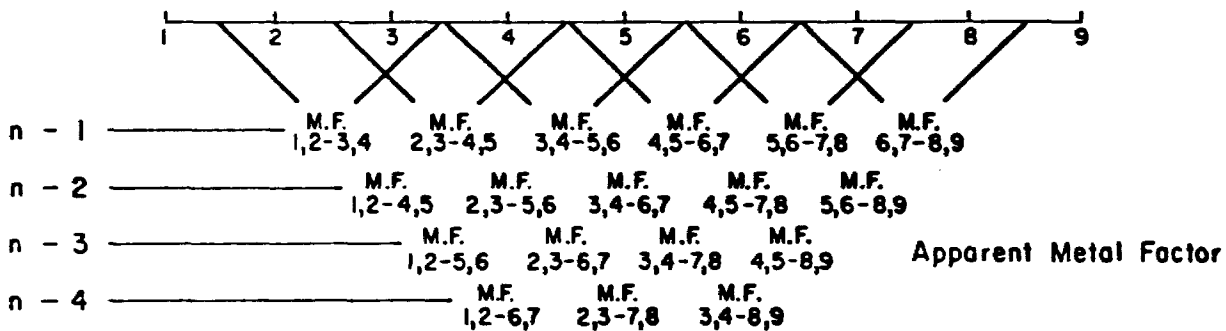 1 2 3 4 5 6 7 8 9
M.F. M.F. M.F. M.F. M.F. M.F.
n - 1 1,2-3,4 2,3-4,5 3,4-5,6 4,5-6,7 5,6-7,8 6,7-8,9
M.F. M.F. M.F. M.F. M.F.
n - 2 1,2-4,5 2,3-5,6 3,4-6,7 4,5-7,8 5,6-8,9
M.F. M.F. M.F. M.F.
n - 3 1,2-5,6 2,3-6,7 3,4-7,8 4,5-8,9 Apparent Metal Factor
M.F. M.F. M.F.
n - 4 1,2-6,7 2,3-7,8 3,4-8,9